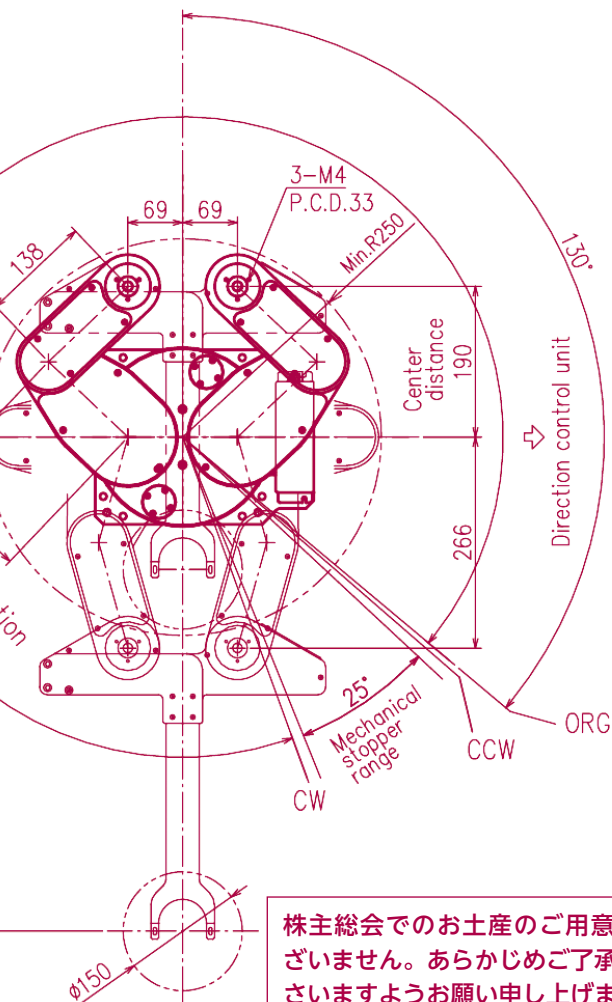 3-M4
P.C.D.33
69
69
138
Min.R250
130°
Center
distance
190
Direction control unit
266
tion
25°
Mechanical
stopper
range
ORG
CCW
CW
ø150
株主総会でのお土産のご用意
ざいません。あらかじめご了承
さいますようお願い申し上げま